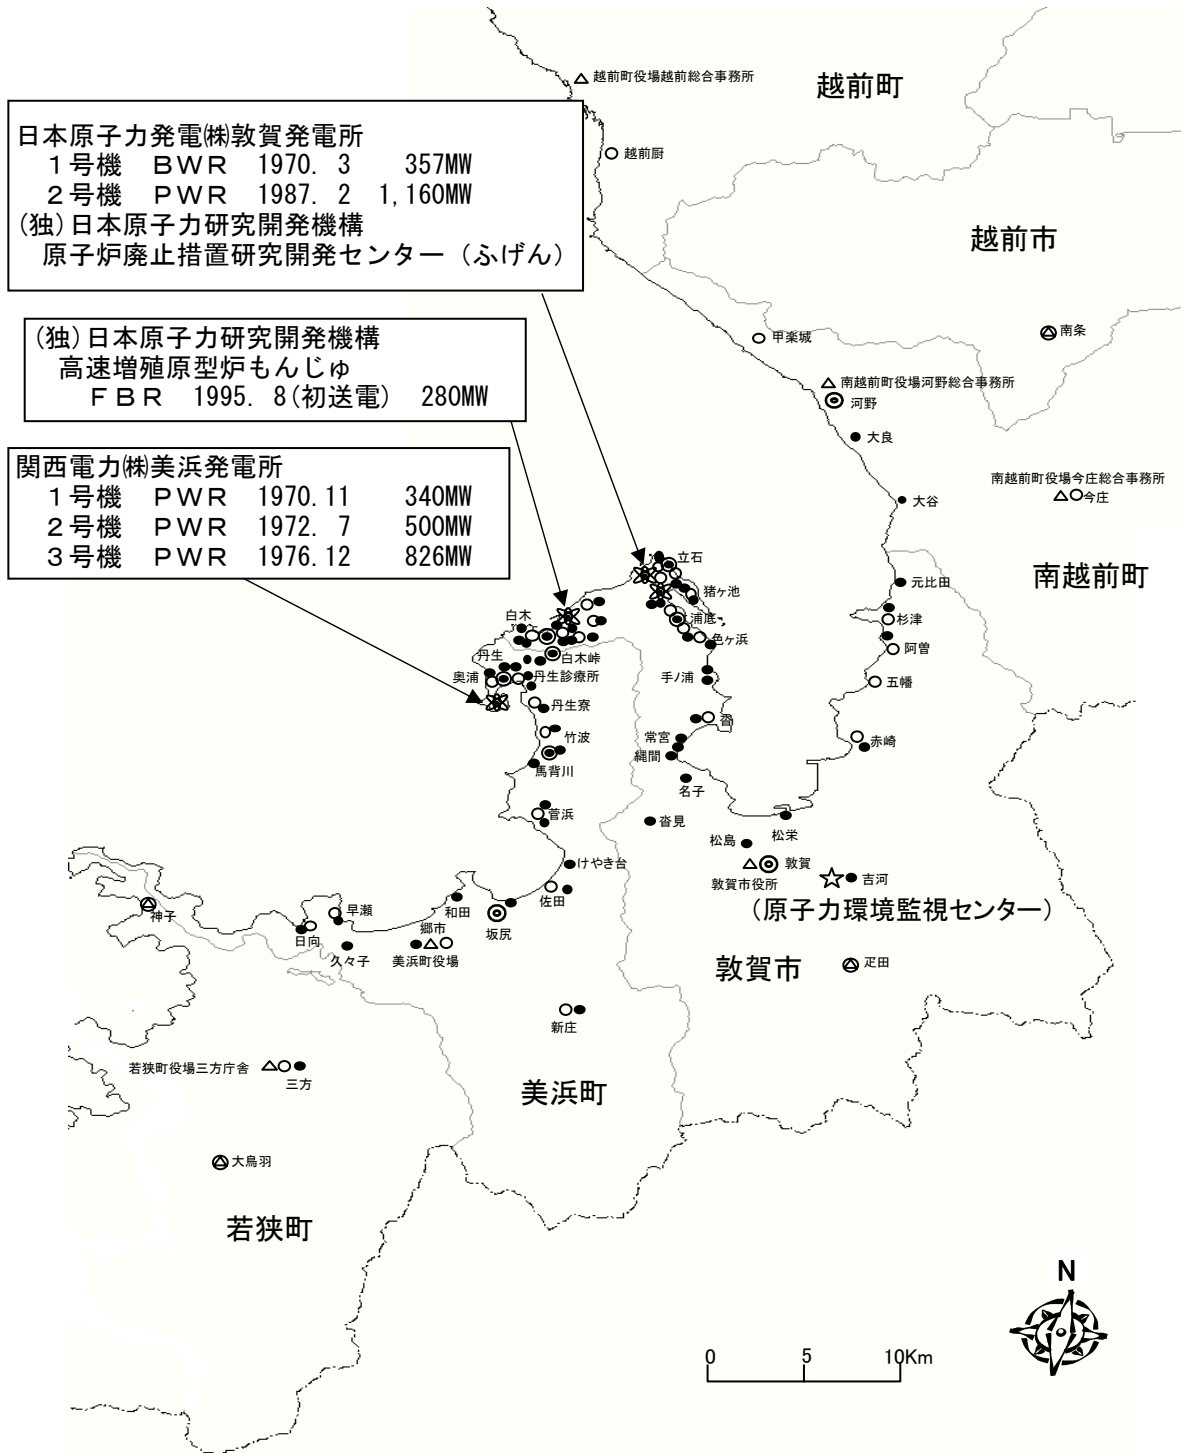 越前町役場越前総合事務所
越前町
日本原子力発電㈱敦賀発電所
1号機 BWR 1970. 3 357MW
2号機 PWR 1987. 2 1,160MW
(独)日本原子力研究開発機構
原子炉廃止措置研究開発センター(ふげん)
越前厨
越前市
(独)日本原子力研究開発機構
高速増殖原型炉もんじゅ
FBR 1995. 8(初送電) 280MW
甲楽城
南条
南越前町役場河野総合事務所
河野
大良
関西電力㈱美浜発電所
1号機 PWR 1970.11 340MW
2号機 PWR 1972. 7 500MW
3号機 PWR 1976.12 826MW
南越前町役場今庄総合事務所
今庄
大谷
立石
南越前町
元比田
猪ヶ池
白木
浦底
杉津
色ヶ浜
阿曽
丹生
白木峠
奥浦
丹生診療所
手ノ浦
五幡
丹生寮
沓
竹波
常宮
赤崎
縄間
馬背川
名子
菅浜
沓見
松栄
松島
けやき台
敦賀
敦賀市役所
吉河
(原子力環境監視センター)
佐田
神子
早瀬
和田
坂尻
日向
郷市
久々子
美浜町役場
敦賀市
疋田
新庄
若狭町役場三方庁舎
三方
美浜町
大鳥羽
若狭町
N
0 5 10Km